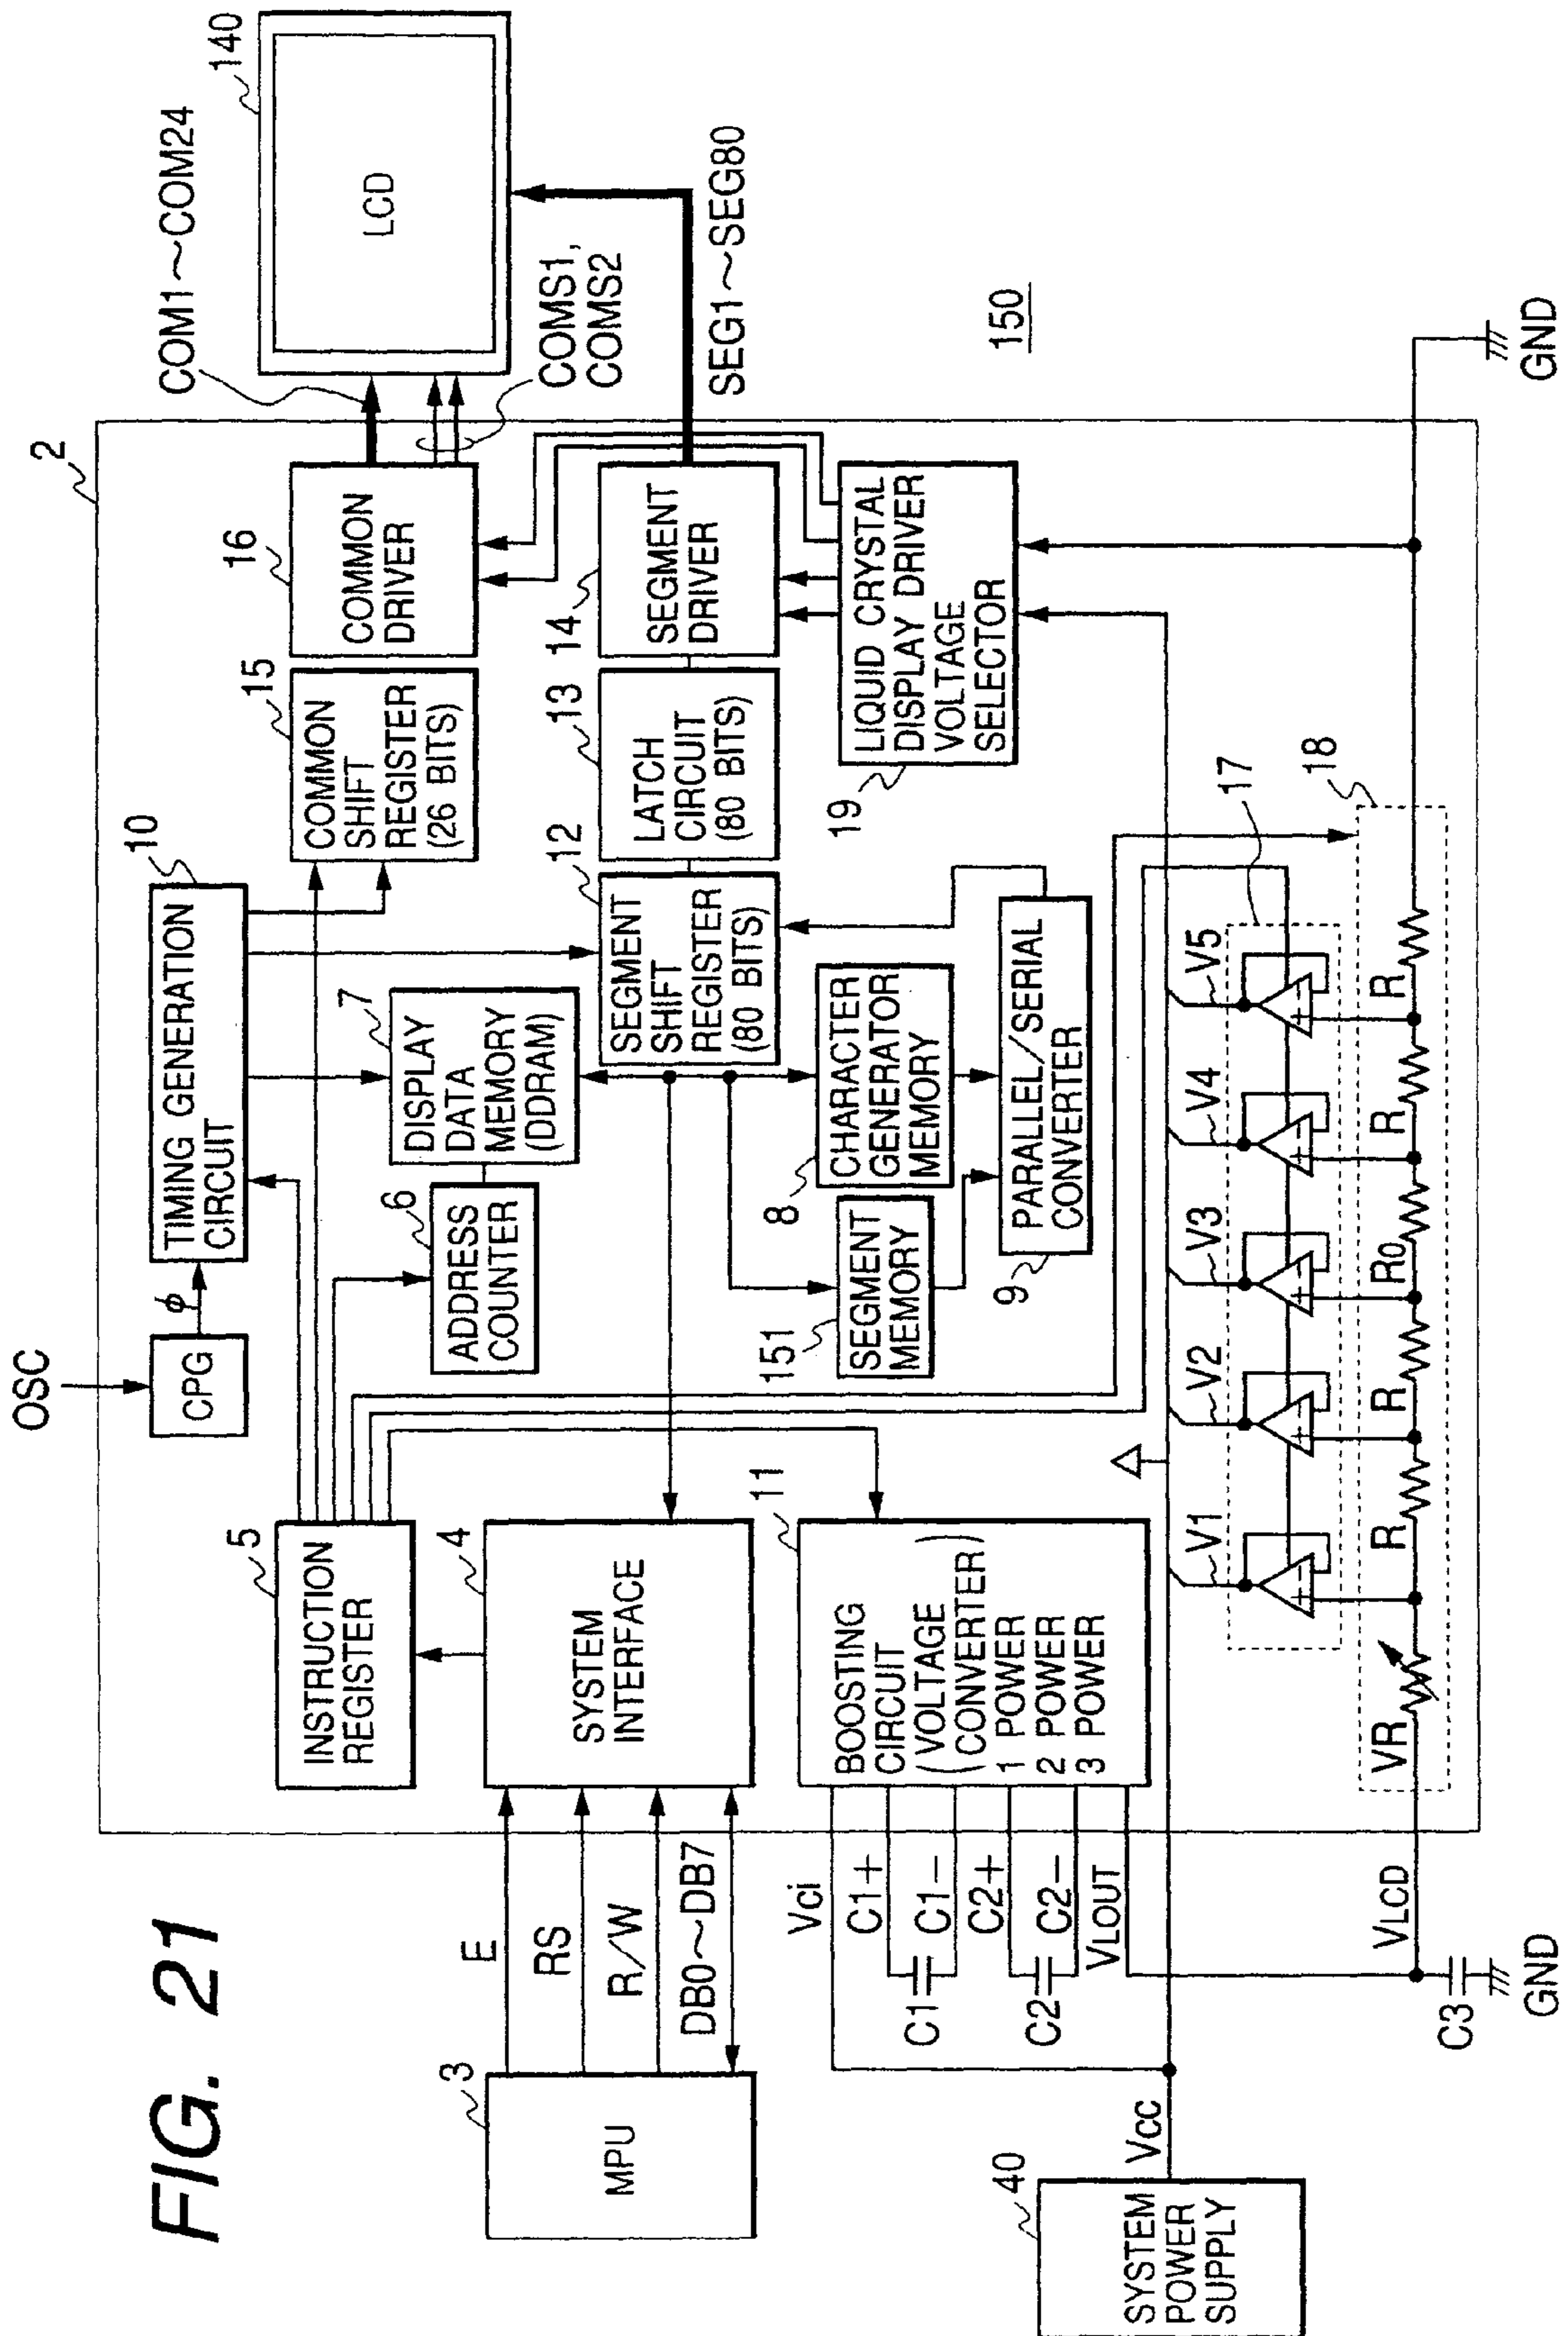 FIG. 21
OSC
CPG
φ
10
TIMING GENERATION
CIRCUIT
2
140
LCD
COM1~COM24
COMS1,
COMS2
SEG1~SEG80
150
5
INSTRUCTION
REGISTER
15
COMMON
SHIFT
REGISTER
(26 BITS)
16
COMMON
DRIVER
7
DISPLAY
DATA
MEMORY
(DDRAM)
6
ADDRESS
COUNTER
3
MPU
E
RS
R/W
DB0~DB7
4
SYSTEM
INTERFACE
12
SEGMENT
SHIFT
REGISTER
(80 BITS)
13
LATCH
CIRCUIT
(80 BITS)
14
SEGMENT
DRIVER
8
CHARACTER
GENERATOR
MEMORY
151
SEGMENT
MEMORY
9
PARALLEL/SERIAL
CONVERTER
19
LIQUID CRYSTAL
DISPLAY DRIVER
VOLTAGE
SELECTOR
11
BOOSTING
CIRCUIT
(VOLTAGE
CONVERTER)
1 POWER
2 POWER
3 POWER
Vci
C1+
C1
C1-
C2+
C2
C2-
VLOUT
40
SYSTEM
POWER
SUPPLY
Vcc
V1
V2
V3
V4
V5
17
18
+-
+-
+-
+-
+-
VLCD
VR
R
R
R0
R
R
C3
GND
GND